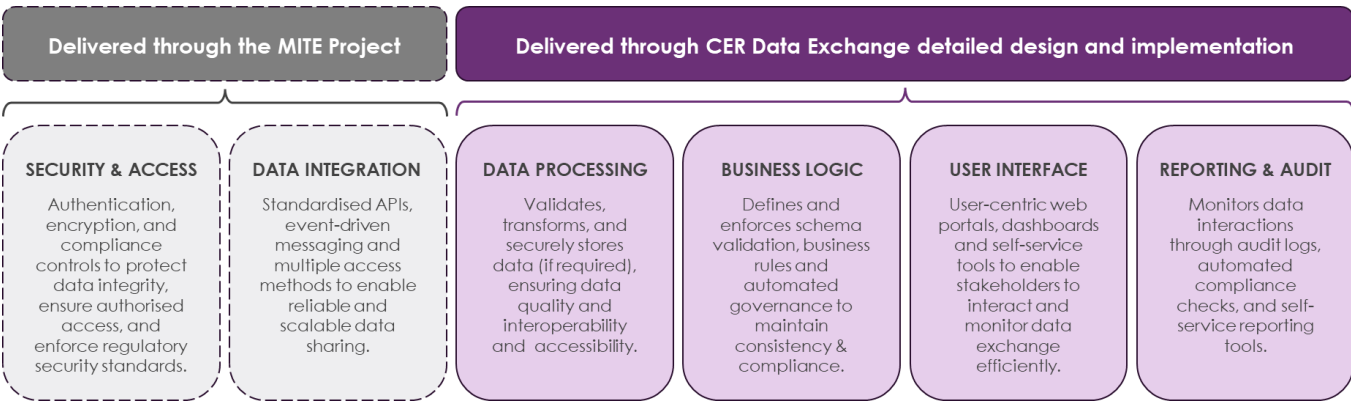 Delivered through the MITE Project
Delivered through CER Data Exchange detailed design and implementation
SECURITY & ACCESS
Authentication,
encryption, and
compliance
controls to protect
data integrity,
ensure authorised
access, and
enforce regulatory
security standards.
DATA INTEGRATION
Standardised APIs,
event-driven
messaging and
multiple access
methods to enable
reliable and
scalable data
sharing.
DATA PROCESSING
Validates,
transforms, and
securely stores
data (if required),
ensuring data
quality and
interoperability
and accessibility.
BUSINESS LOGIC
Defines and
enforces schema
validation, business
rules and
automated
governance to
maintain
consistency &
compliance.
USER INTERFACE
User-centric web
portals, dashboards
and self-service
tools to enable
stakeholders to
interact and
monitor data
exchange
efficiently.
REPORTING & AUDIT
Monitors data
interactions
through audit logs,
automated
compliance
checks, and self-
service reporting
tools.